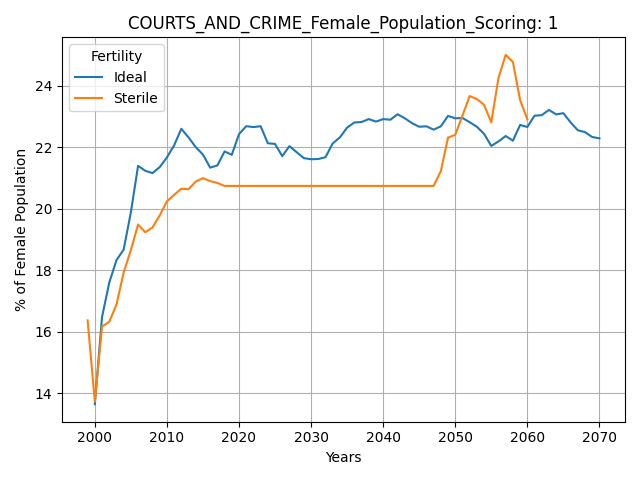 COURTS_AND_CRIME_Female_Population_Scoring: 1
Fertility
Ideal
Sterile
% of Female Population
24
22
20
18
16
14
2000 2010 2020 2030 2040 2050 2060 2070
Years